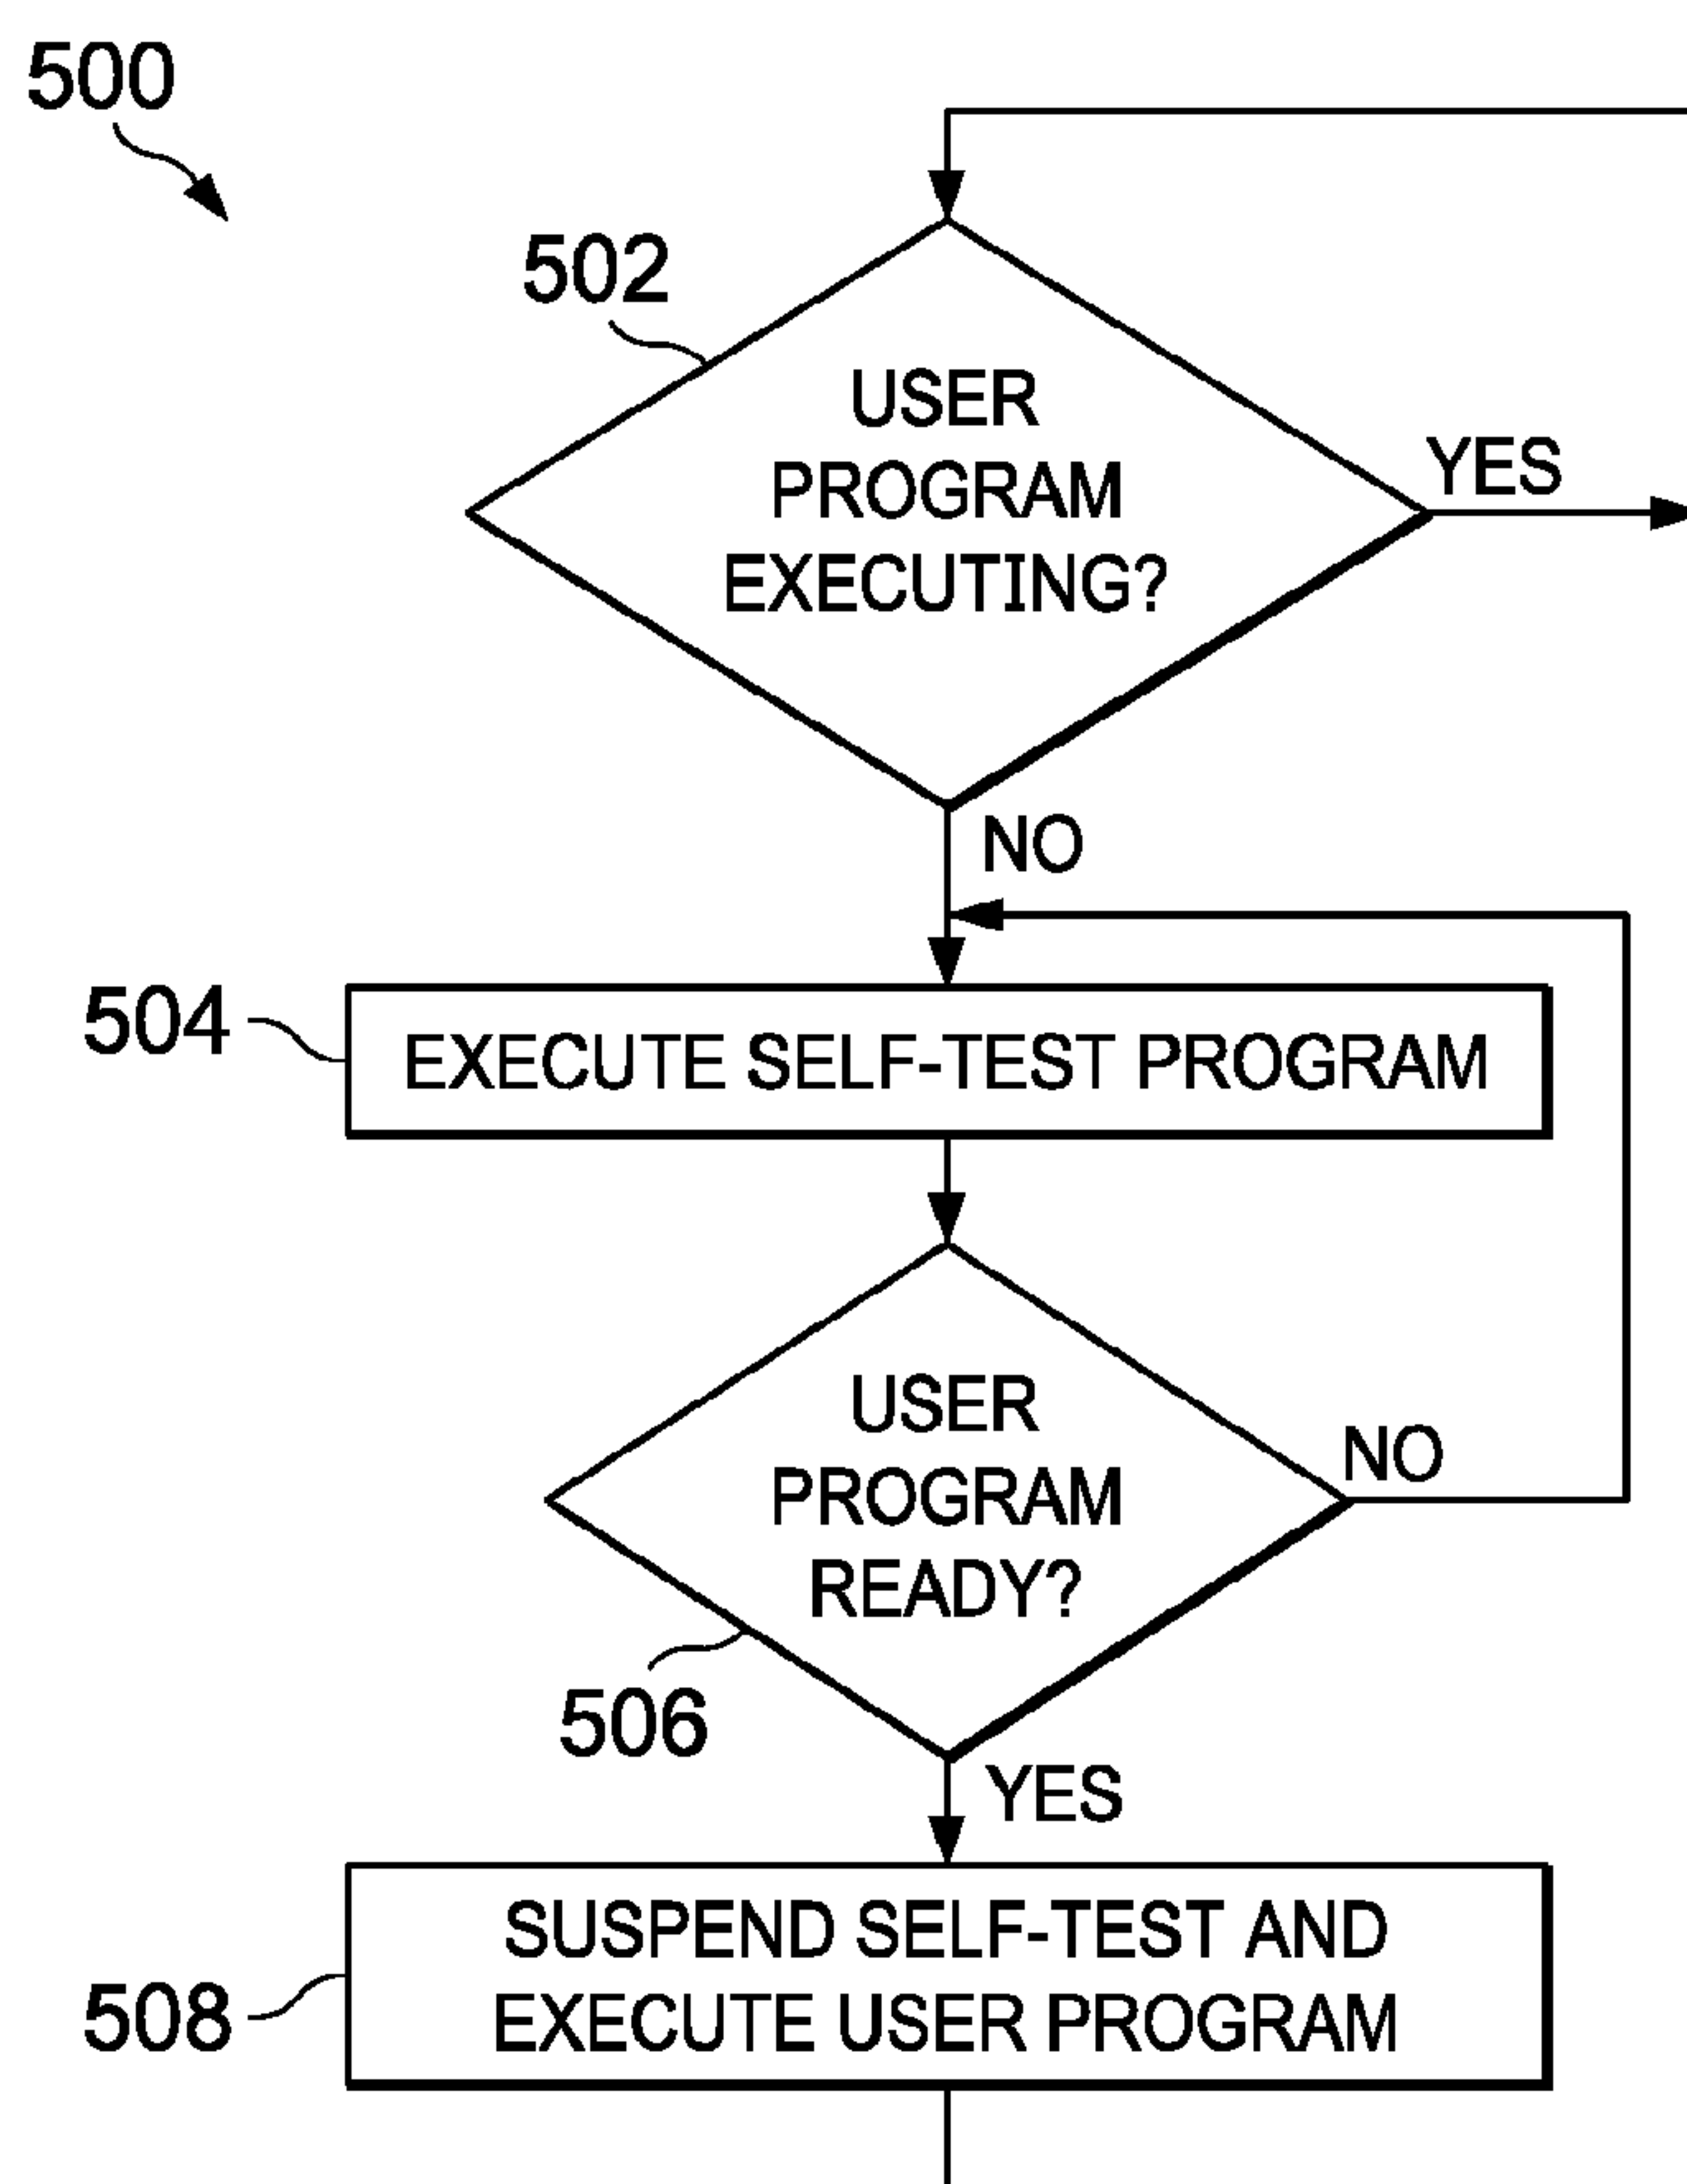 500
502
USER
PROGRAM
EXECUTING?
YES
NO
504
EXECUTE SELF-TEST PROGRAM
USER
PROGRAM
READY?
NO
506
YES
508
SUSPEND SELF-TEST AND
EXECUTE USER PROGRAM